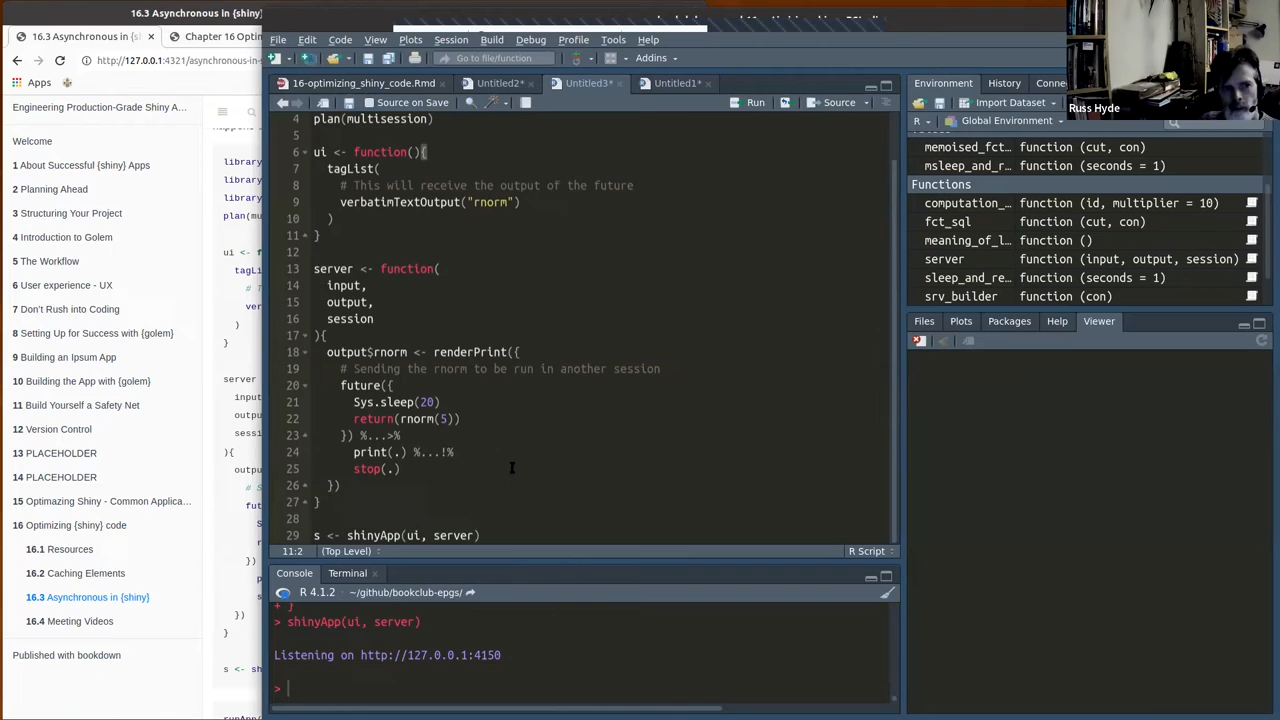 16.3 Asynchronous in {shiny}
16.3 Asynchronous in {sh
Chapter 16 Opti
http://127.0.0.1:4321/asynchronous-in-s
Apps
Engineering Production-Grade Shiny A...
Welcome
1 About Successful {shiny} Apps
2 Planning Ahead
3 Structuring Your Project
4 Introduction to Golem
5 The Workflow
6 User experience - UX
7 Don't Rush into Coding
8 Setting Up for Success with {golem}
9 Building an Ipsum App
10 Building the App with {golem}
11 Build Yourself a Safety Net
12 Version Control
13 PLACEHOLDER
14 PLACEHOLDER
15 Optimazing Shiny - Common Applica...
16 Optimizing {shiny} code
16.1 Resources
16.2 Caching Elements
16.3 Asynchronous in {shiny}
16.4 Meeting Videos
Published with bookdown
library
library
library
plan(mu
ui <- f
tagLi
# T
ver
)
}
server
input
outpu
sessi
){
outpu
# S
fut
S
r
})
p
s
})
}
s <- sh
File Edit Code View Plots Session Build Debug Profile Tools Help
Go to file/function
Addins
16-optimizing_shiny_code.Rmd
Untitled2*
Untitled3*
Untitled1*
Source on Save
Run
Source
4 plan(multisession)
5
6 ui <- function(){
7 tagList(
8 # This will receive the output of the future
9 verbatimTextOutput("rnorm")
10 )
11 }
12
13 server <- function(
14 input,
15 output,
16 session
17 ){
18 output$rnorm <- renderPrint({
19 # Sending the rnorm to be run in another session
20 future({
21 Sys.sleep(20)
22 return(rnorm(5))
23 }) %...>%
24 print(.) %...!%
25 stop(.)
26 })
27 }
28
29 s <- shinyApp(ui, server)
11:2 (Top Level)
R Script
Console Terminal
R 4.1.2 · ~/github/bookclub-epgs/
+ }
> shinyApp(ui, server)
Listening on http://127.0.0.1:4150
>
Environment History Conne
Import Dataset
R Global Environment
memoised_fct... function (cut, con)
msleep_and_r... function (seconds = 1)
Functions
computation_... function (id, multiplier = 10)
fct_sql function (cut, con)
meaning_of_l... function ()
server function (input, output, session)
sleep_and_re... function (seconds = 1)
srv_builder function (con)
Files Plots Packages Help Viewer
Russ Hyde